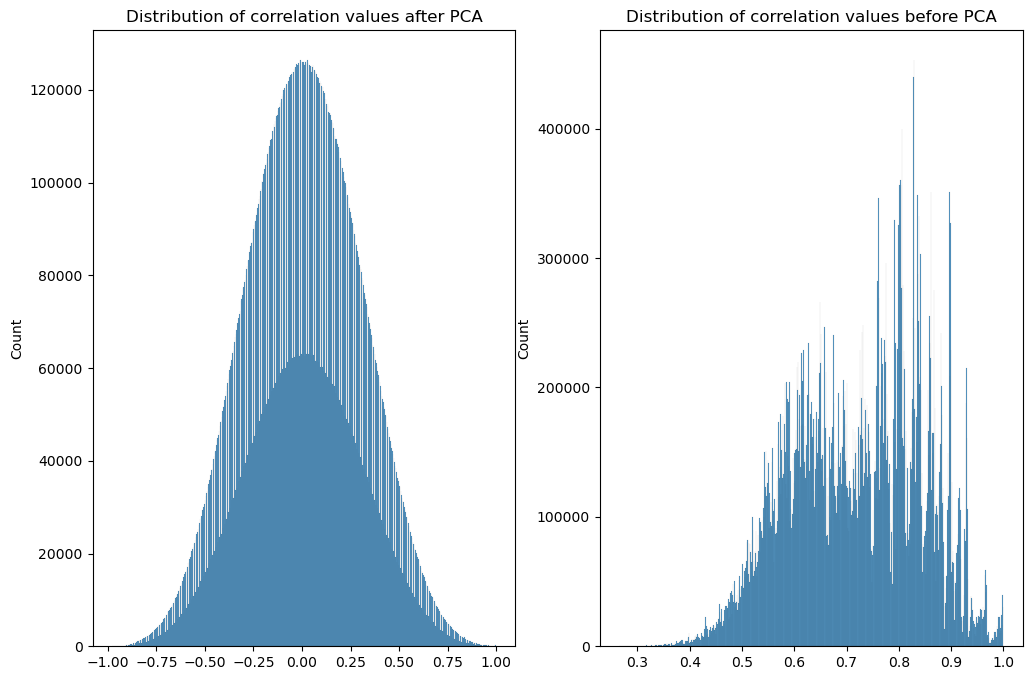 Distribution of correlation values after PCA
Count
120000
100000
80000
60000
40000
20000
0
−1.00 −0.75 −0.50 −0.25 0.00 0.25 0.50 0.75 1.00
Distribution of correlation values before PCA
Count
400000
300000
200000
100000
0
0.3 0.4 0.5 0.6 0.7 0.8 0.9 1.0